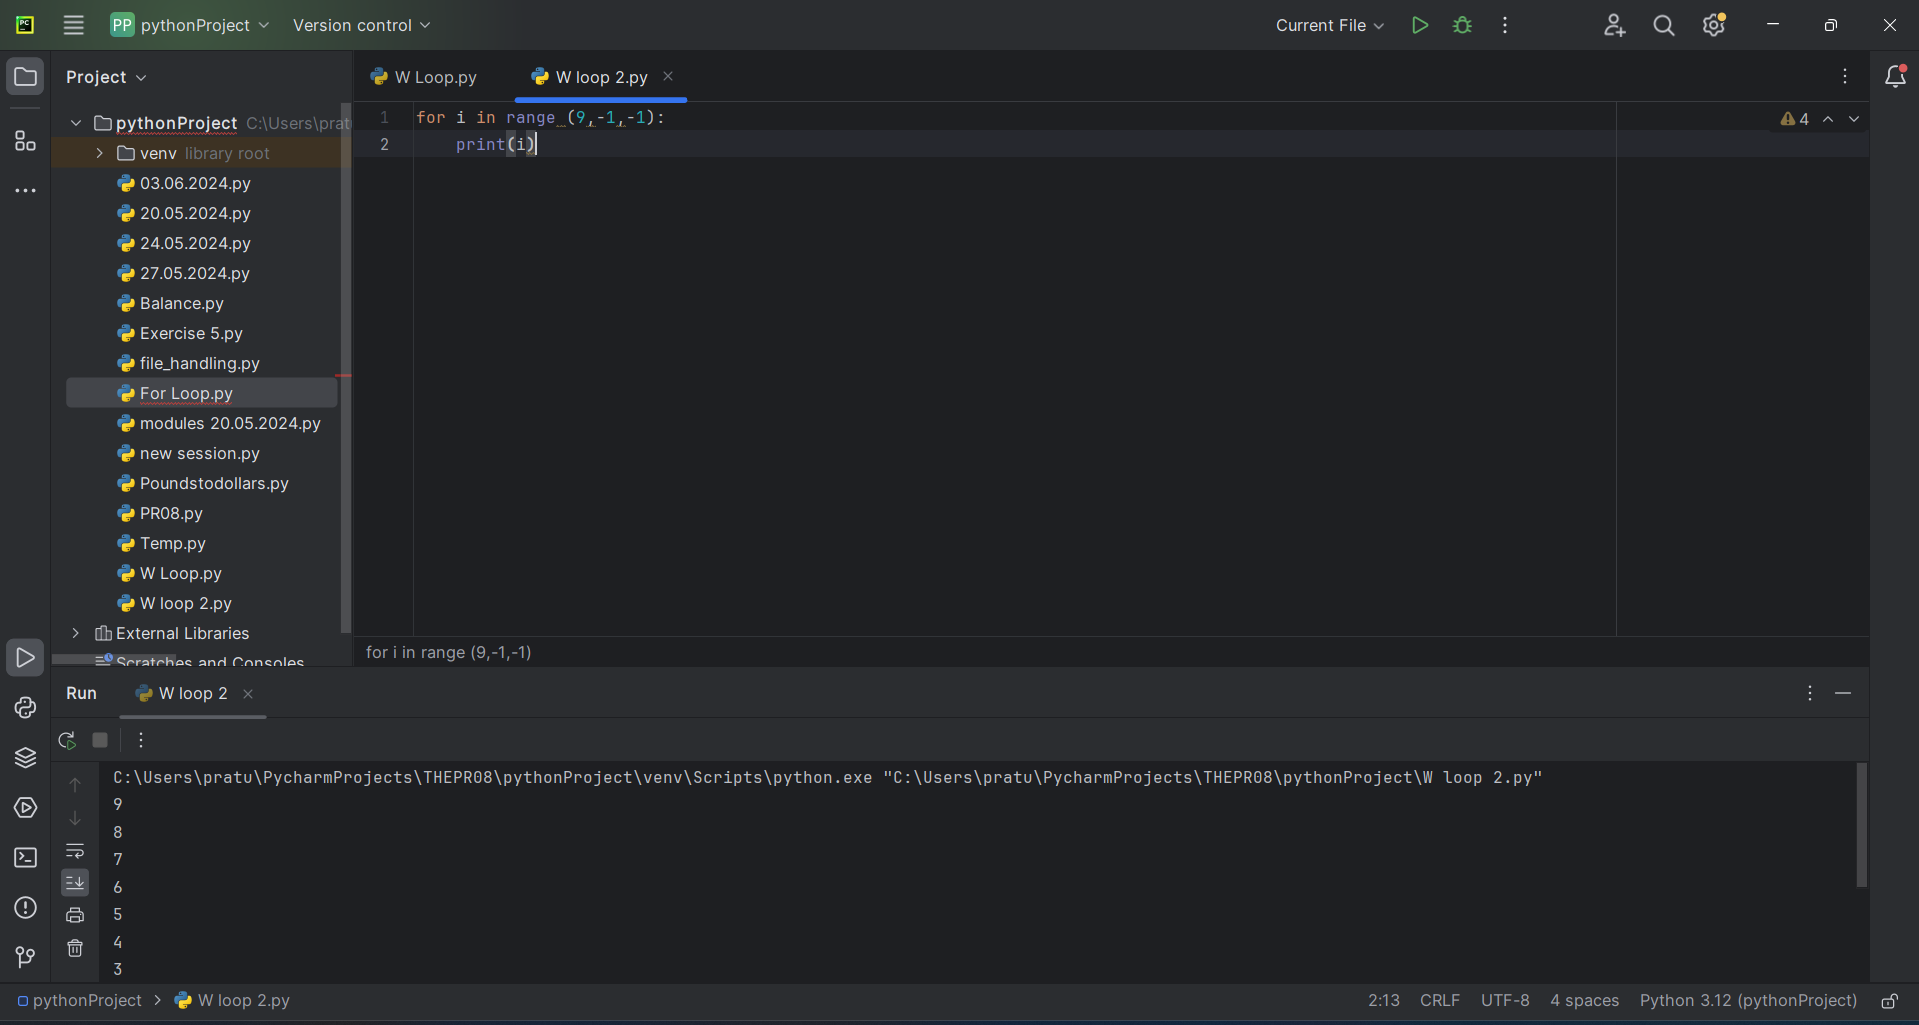 PC
PP pythonProject Version control Current File
Project
W Loop.py W loop 2.py
pythonProject C:\Users\prat
venv library root
03.06.2024.py
20.05.2024.py
24.05.2024.py
27.05.2024.py
Balance.py
Exercise 5.py
file_handling.py
For Loop.py
modules 20.05.2024.py
new session.py
Poundstodollars.py
PR08.py
Temp.py
W Loop.py
W loop 2.py
External Libraries
Scratches and Consoles
1 for i in range (9,-1,-1):
2 print(i)
4
for i in range (9,-1,-1)
Run W loop 2
C:\Users\pratu\PycharmProjects\THEPR08\pythonProject\venv\Scripts\python.exe "C:\Users\pratu\PycharmProjects\THEPR08\pythonProject\W loop 2.py"
9
8
7
6
5
4
3
pythonProject W loop 2.py 2:13 CRLF UTF-8 4 spaces Python 3.12 (pythonProject)